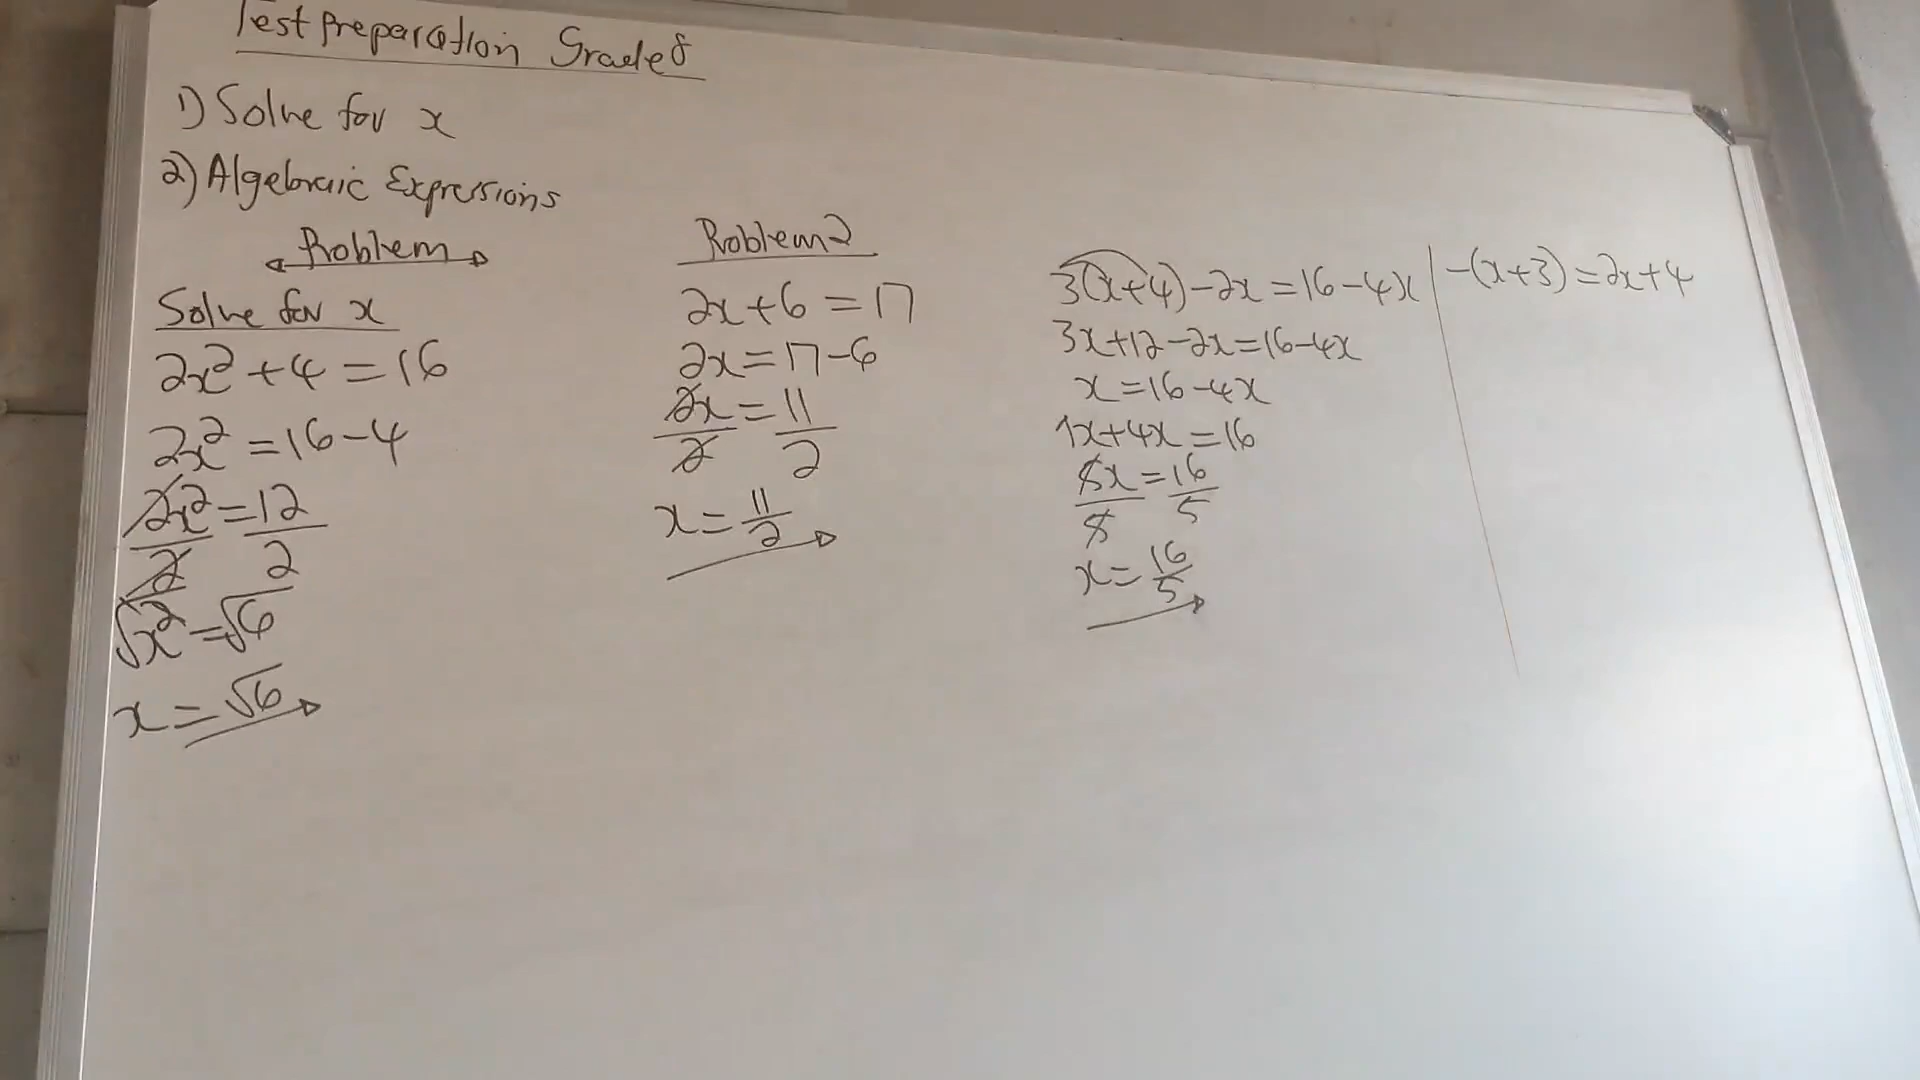 Test Preparation Grade 8
1) Solve for x
2) Algebraic Expressions
Problem
Solve for x
2x² + 4 = 16
2x² = 16 - 4
2x²/2 = 12/2
√x² = √6
x = √6
Problem 2
2x + 6 = 17
2x = 17 - 6
2x/2 = 11/2
x = 11/2
3(x+4) - 2x = 16 - 4x
3x + 12 - 2x = 16 - 4x
x = 16 - 4x
1x + 4x = 16
5x/5 = 16/5
x = 16/5
-(x+3) = 2x + 4